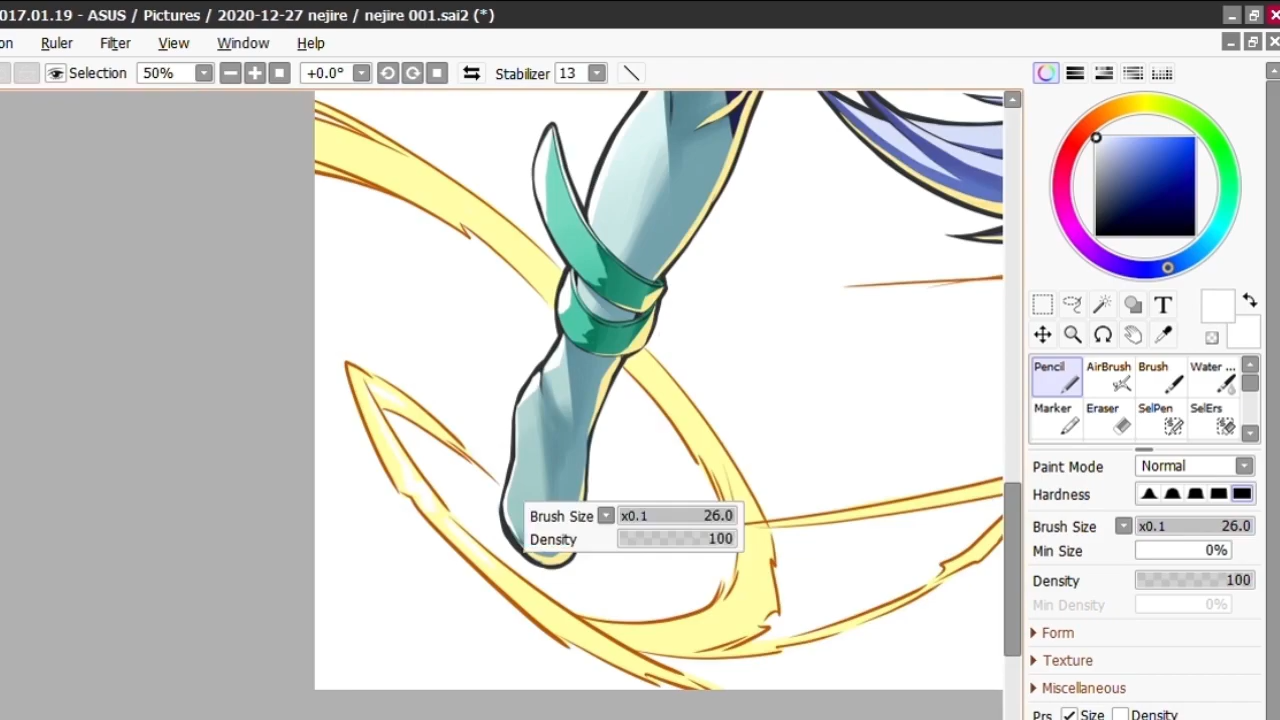 017.01.19 - ASUS / Pictures / 2020-12-27 nejire / nejire 001.sai2 (*)
on Ruler Filter View Window Help
Selection 50% +0.0° Stabilizer 13
T
Pencil AirBrush Brush Water ...
Marker Eraser SelPen SelErs
Paint Mode Normal
Hardness
Brush Size x0.1 26.0
Density 100
Brush Size x0.1 26.0
Min Size 0%
Density 100
Min Density 0%
Form
Texture
Miscellaneous
Prs Size Density